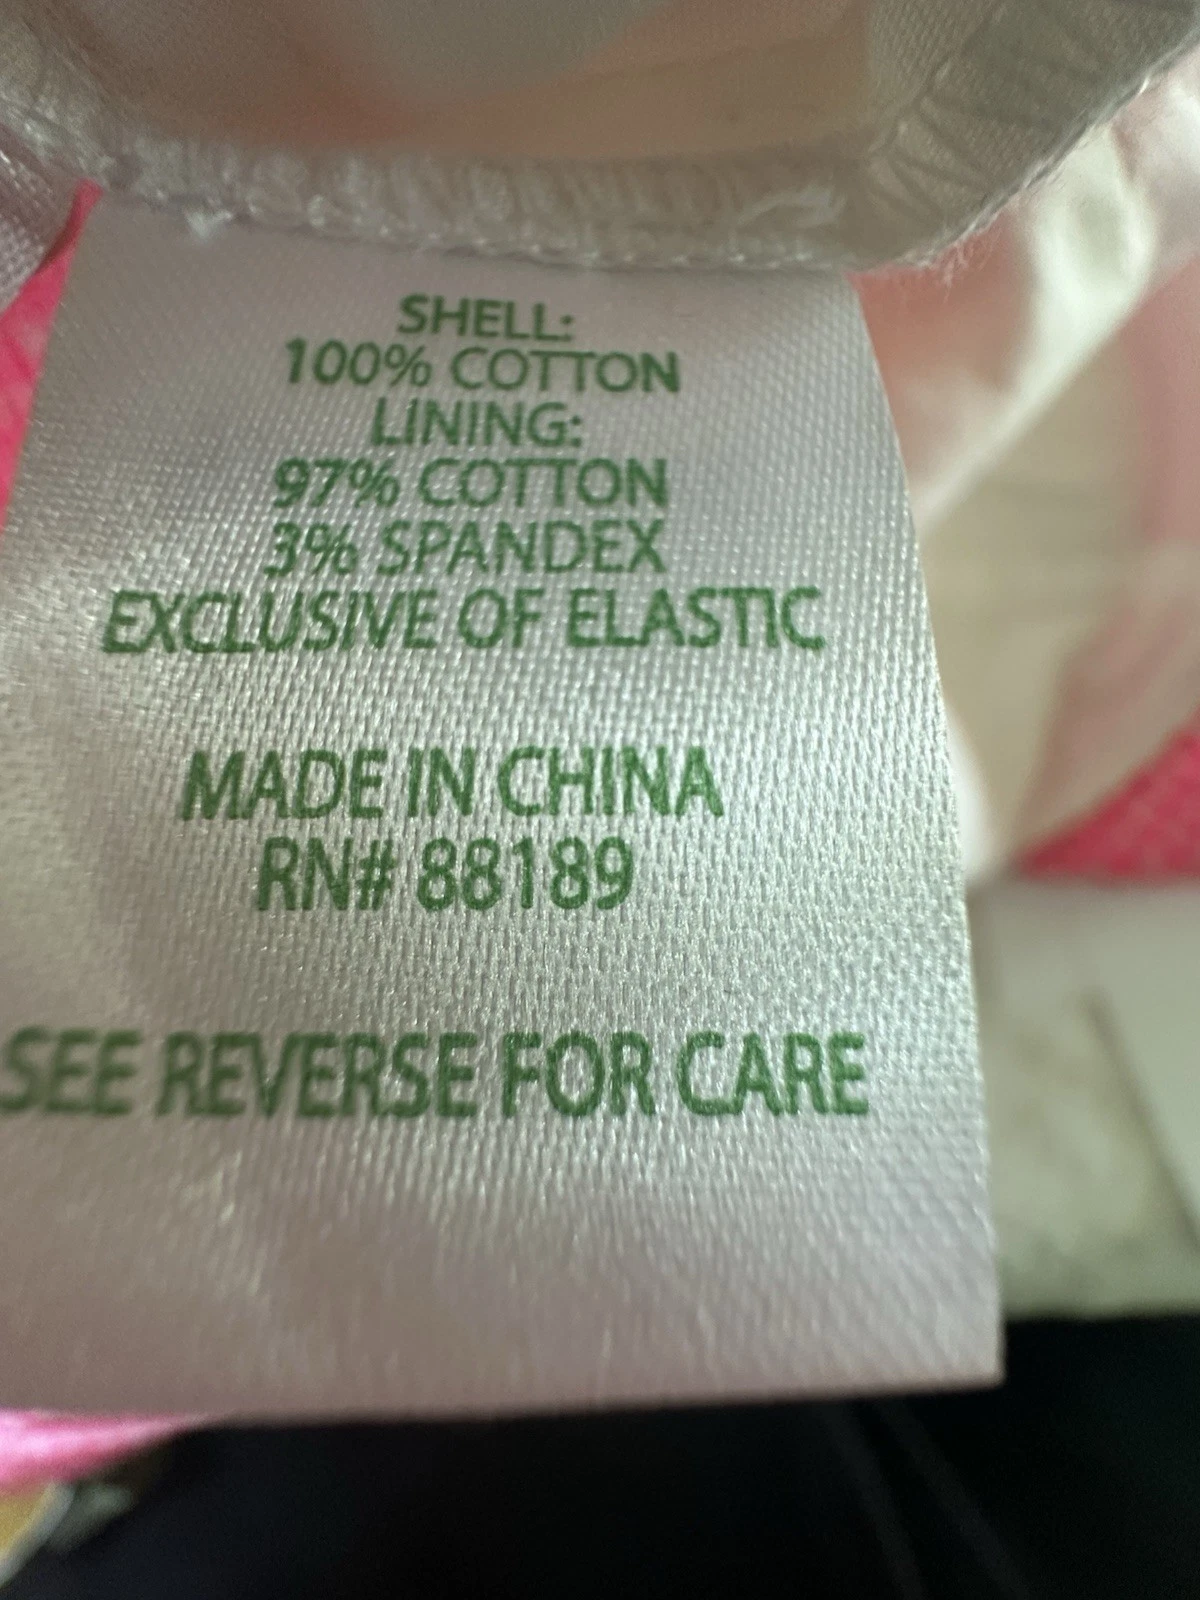 SHELL:
100% COTTON
LINING:
97% COTTON
3% SPANDEX
EXCLUSIVE OF ELASTIC
MADE IN CHINA
RN# 88189
SEE REVERSE FOR CARE